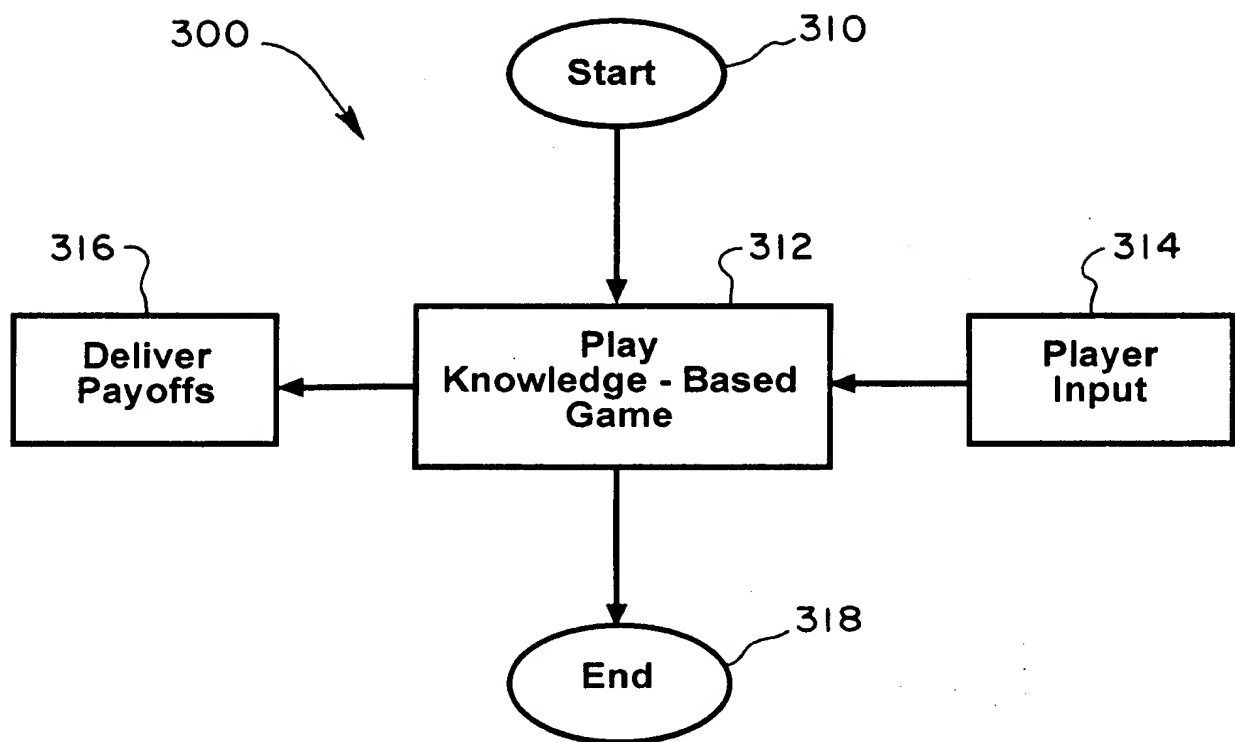 300
310
Start
316
312
314
Deliver
Payoffs
Play
Knowledge - Based
Game
Player
Input
318
End